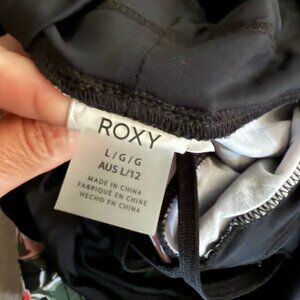 ROXY
L/G/G
AUS L/12
MADE IN CHINA
FABRIQUÉ EN CHINE
HECHO EN CHINA